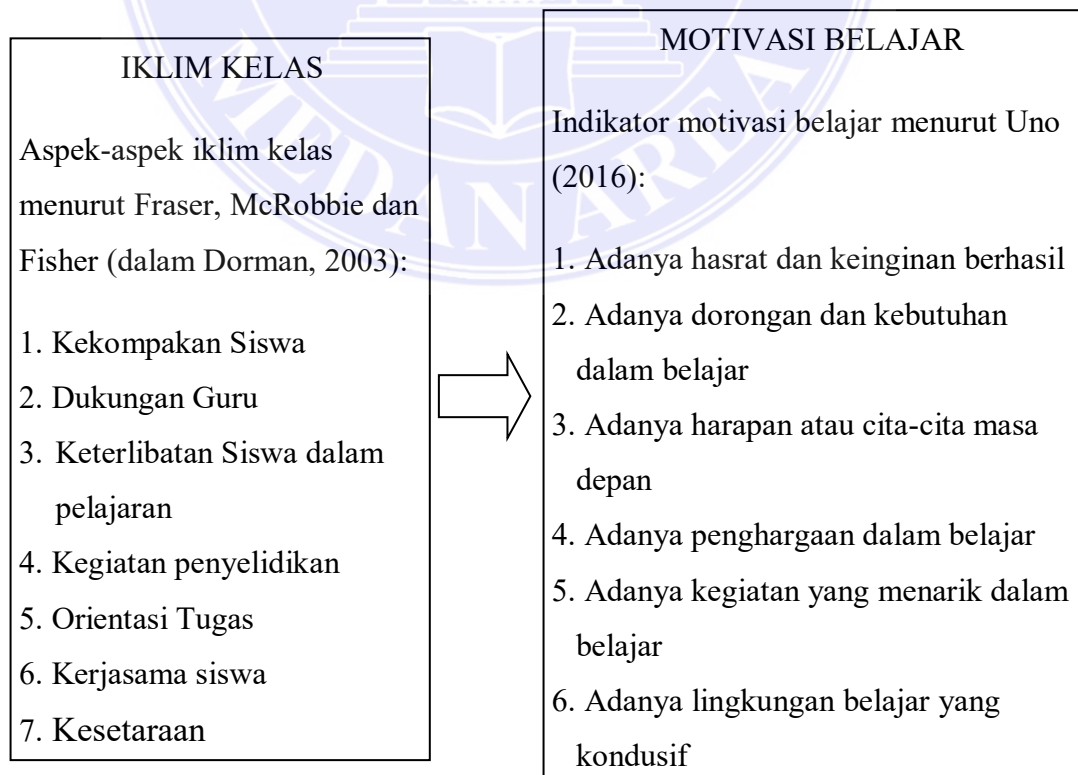 IKLIM KELAS
Aspek-aspek iklim kelas
menurut Fraser, McRobbie dan
Fisher (dalam Dorman, 2003):
1. Kekompakan Siswa
2. Dukungan Guru
3. Keterlibatan Siswa dalam
pelajaran
4. Kegiatan penyelidikan
5. Orientasi Tugas
6. Kerjasama siswa
7. Kesetaraan
MOTIVASI BELAJAR
Indikator motivasi belajar menurut Uno
(2016):
1. Adanya hasrat dan keinginan berhasil
2. Adanya dorongan dan kebutuhan
dalam belajar
3. Adanya harapan atau cita-cita masa
depan
4. Adanya penghargaan dalam belajar
5. Adanya kegiatan yang menarik dalam
belajar
6. Adanya lingkungan belajar yang
kondusif
MEDAN AREA